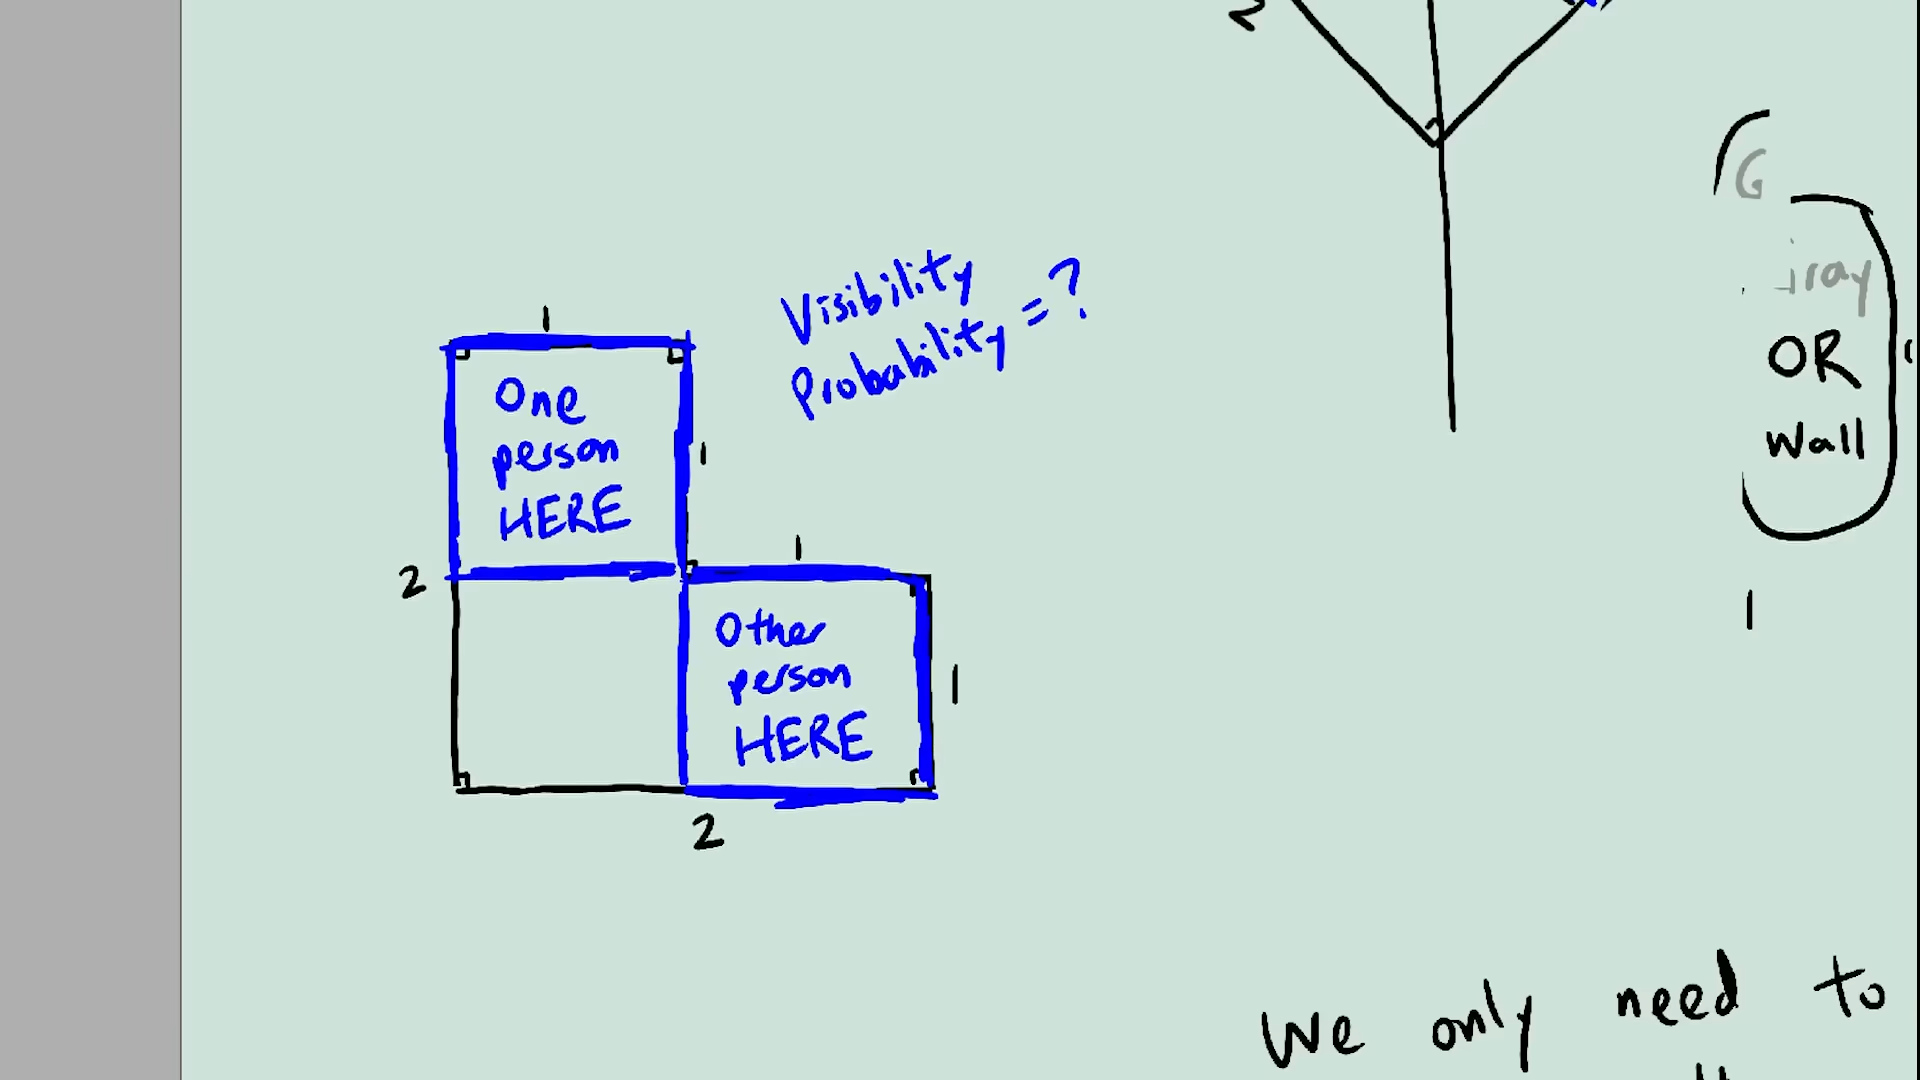 2
G
ray
OR
Wall
1
Visibility
Probability = ?
1
One
person
HERE
1
2
1
Other
person
HERE
1
2
We only need to